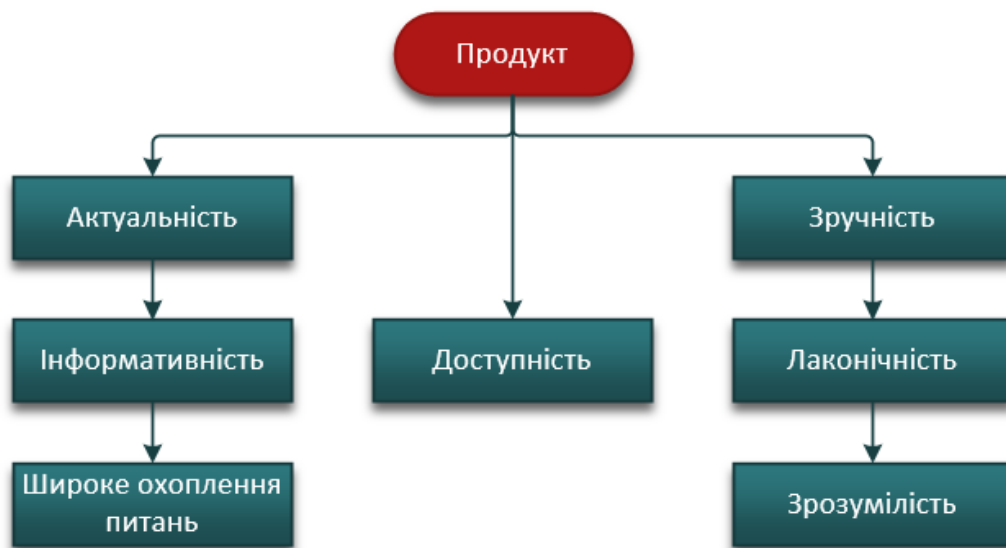 Продукт
Актуальність
Зручність
Інформативність
Доступність
Лаконічність
Широке охоплення
питань
Зрозумілість